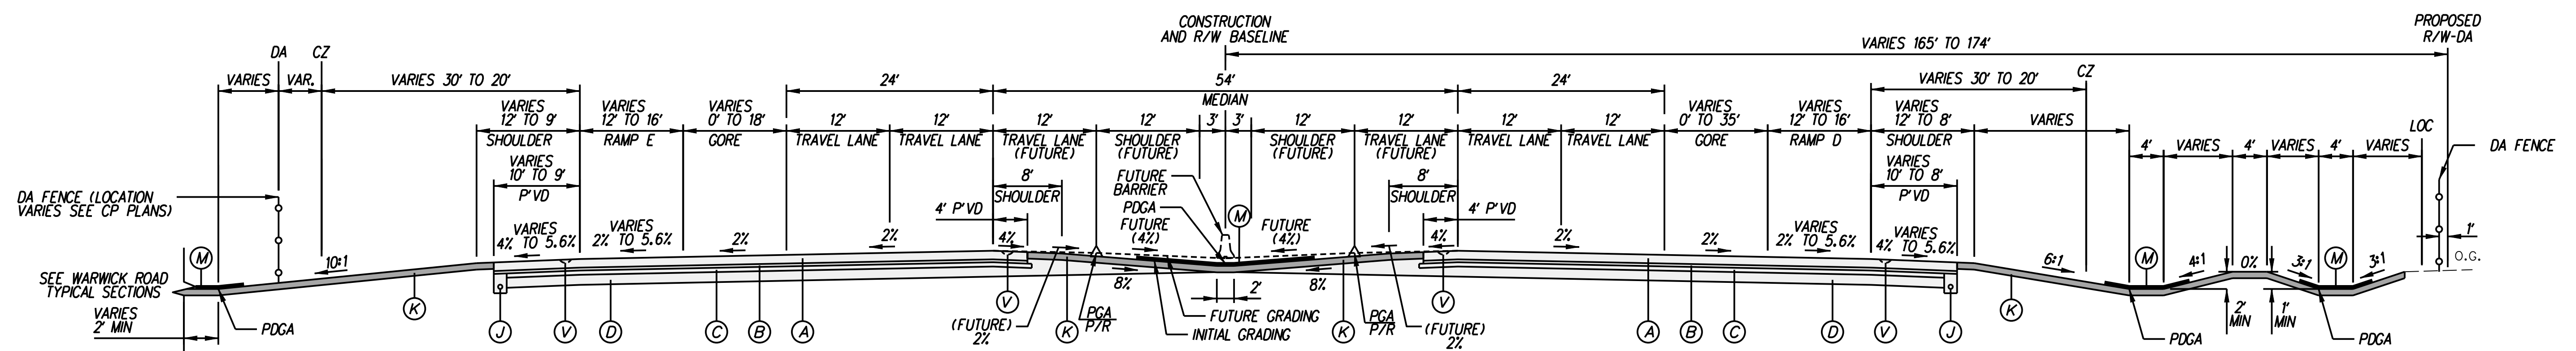 CONSTRUCTION
AND R/W BASELINE
PROPOSED
R/W-DA
VARIES 165' TO 174'
DA
CZ
CZ
VARIES
VAR.
VARIES 30' TO 20'
24'
54'
MEDIAN
24'
VARIES 30' TO 20'
VARIES
12' TO 9'
SHOULDER
VARIES
12' TO 16'
RAMP E
VARIES
0' TO 18'
GORE
12'
TRAVEL LANE
12'
TRAVEL LANE
12'
TRAVEL LANE
(FUTURE)
12'
SHOULDER
(FUTURE)
3'
3'
12'
SHOULDER
(FUTURE)
12'
TRAVEL LANE
(FUTURE)
12'
TRAVEL LANE
12'
TRAVEL LANE
VARIES
0' TO 35'
GORE
VARIES
12' TO 16'
RAMP D
VARIES
12' TO 8'
SHOULDER
VARIES
LOC
4'
VARIES
4'
VARIES
4'
VARIES
DA FENCE
VARIES
10' TO 9'
P'VD
8'
SHOULDER
FUTURE
BARRIER
8'
SHOULDER
VARIES
10' TO 8'
P'VD
DA FENCE (LOCATION
VARIES SEE CP PLANS)
4' P'VD
PDGA
M
4' P'VD
1'
VARIES
4% TO 5.6%
VARIES
2% TO 5.6%
2%
2%
4%
FUTURE
(4%)
FUTURE
(4%)
4%
2%
2%
VARIES
2% TO 5.6%
VARIES
4% TO 5.6%
M
10:1
6:1
M
4:1
0%
3:1
M
3:1
O.G.
SEE WARWICK ROAD
TYPICAL SECTIONS
8%
8%
2'
VARIES
2' MIN
PDGA
K
J
V
D
C
B
A
V
(FUTURE)
2%
K
PGA
P/R
FUTURE GRADING
INITIAL GRADING
K
PGA
P/R
(FUTURE)
2%
V
A
B
C
D
V
J
K
PDGA
2'
MIN
1'
MIN
PDGA